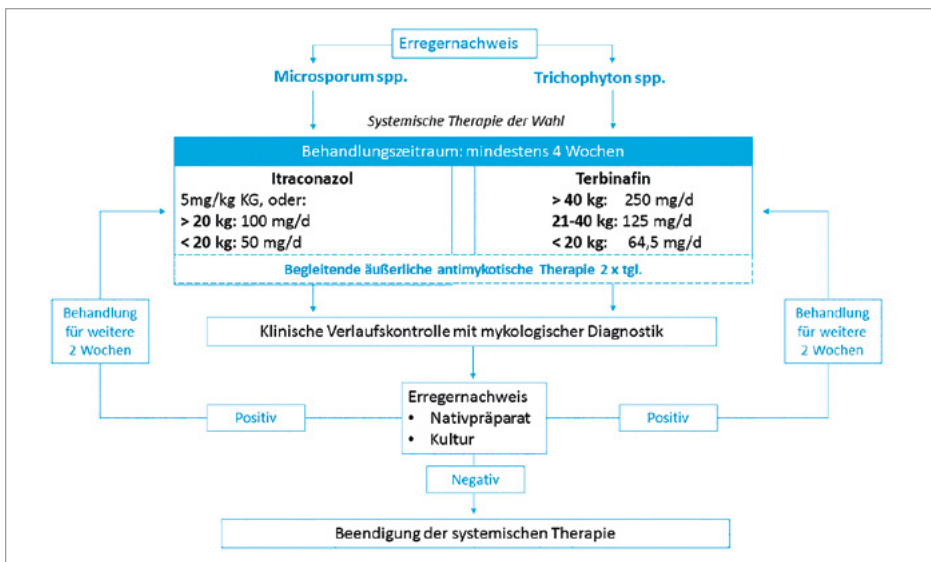 Erregernachweis
Microsporum spp.
Trichophyton spp.
Systemische Therapie der Wahl
Behandlungszeitraum: mindestens 4 Wochen
Itraconazol
5mg/kg KG, oder:
> 20 kg: 100 mg/d
< 20 kg: 50 mg/d
Terbinafin
> 40 kg: 250 mg/d
21-40 kg: 125 mg/d
< 20 kg: 64,5 mg/d
Begleitende äußerliche antimykotische Therapie 2 x tgl.
Behandlung
für weitere
2 Wochen
Klinische Verlaufskontrolle mit mykologischer Diagnostik
Behandlung
für weitere
2 Wochen
Positiv
Erregernachweis
• Nativpräparat
• Kultur
Positiv
Negativ
Beendigung der systemischen Therapie